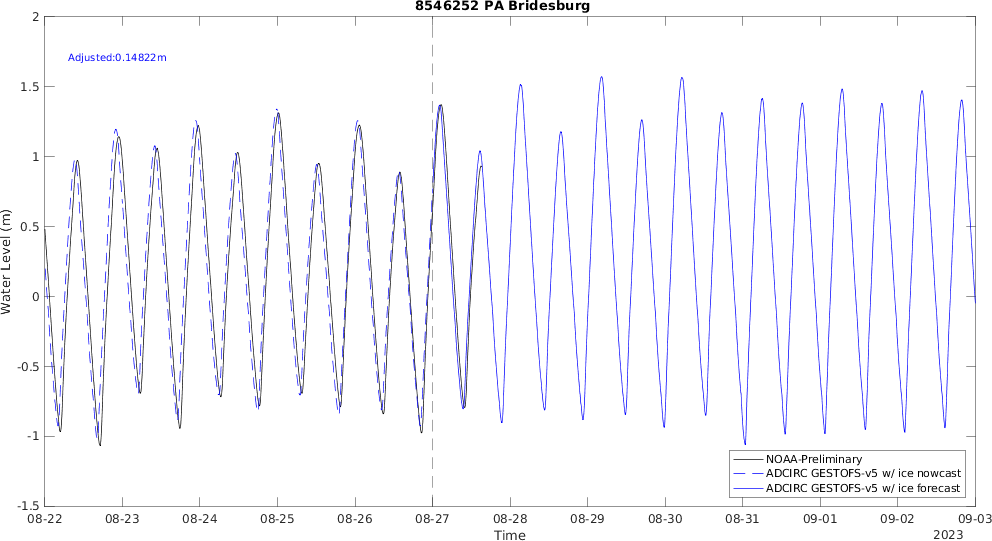 8546252 PA Bridesburg
Adjusted:0.14822m
Water Level (m)
2
1.5
1
0.5
0
-0.5
-1
-1.5
NOAA-Preliminary
ADCIRC GESTOFS-v5 w/ ice nowcast
ADCIRC GESTOFS-v5 w/ ice forecast
08-22 08-23 08-24 08-25 08-26 08-27 08-28 08-29 08-30 08-31 09-01 09-02 09-03
Time
2023